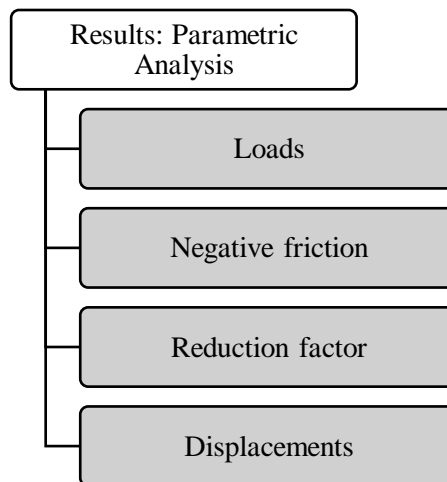 Results: Parametric
Analysis
Loads
Negative friction
Reduction factor
Displacements